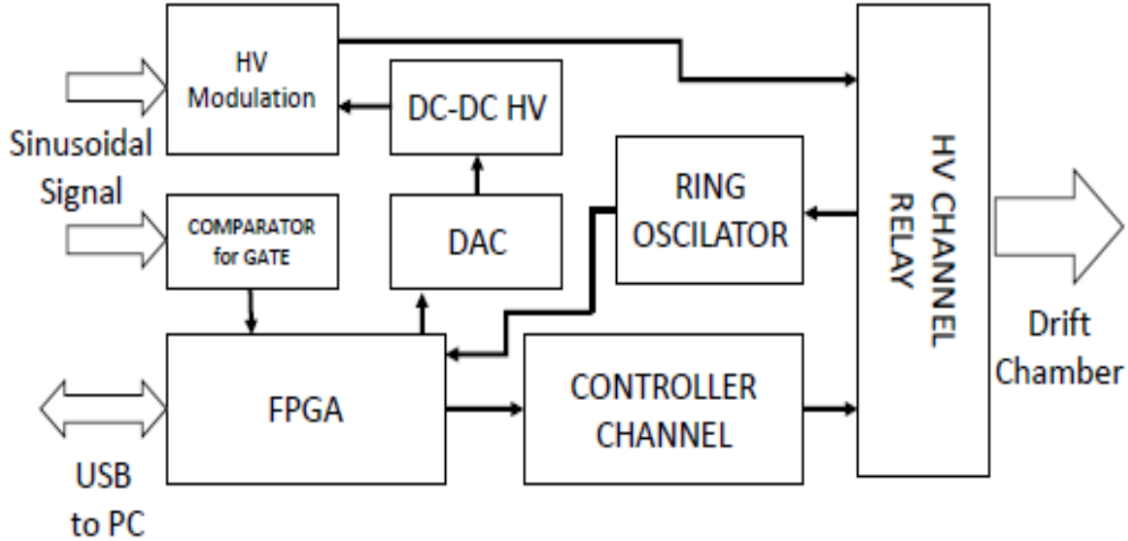 HV
Modulation
DC-DC HV
Sinusoidal
Signal
COMPARATOR
for GATE
DAC
RING
OSCILATOR
HV CHANNEL
RELAY
Drift
Chamber
FPGA
CONTROLLER
CHANNEL
USB
to PC